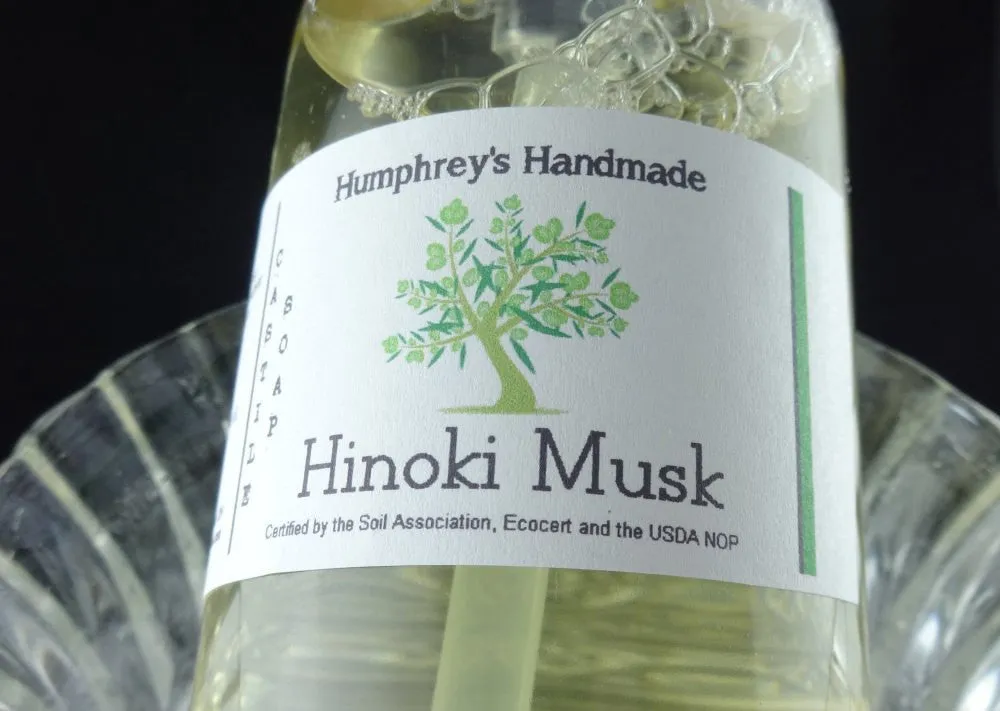 Humphrey's Handmade
CASTILE
SOAP
Hinoki Musk
Certified by the Soil Association, Ecocert and the USDA NOP